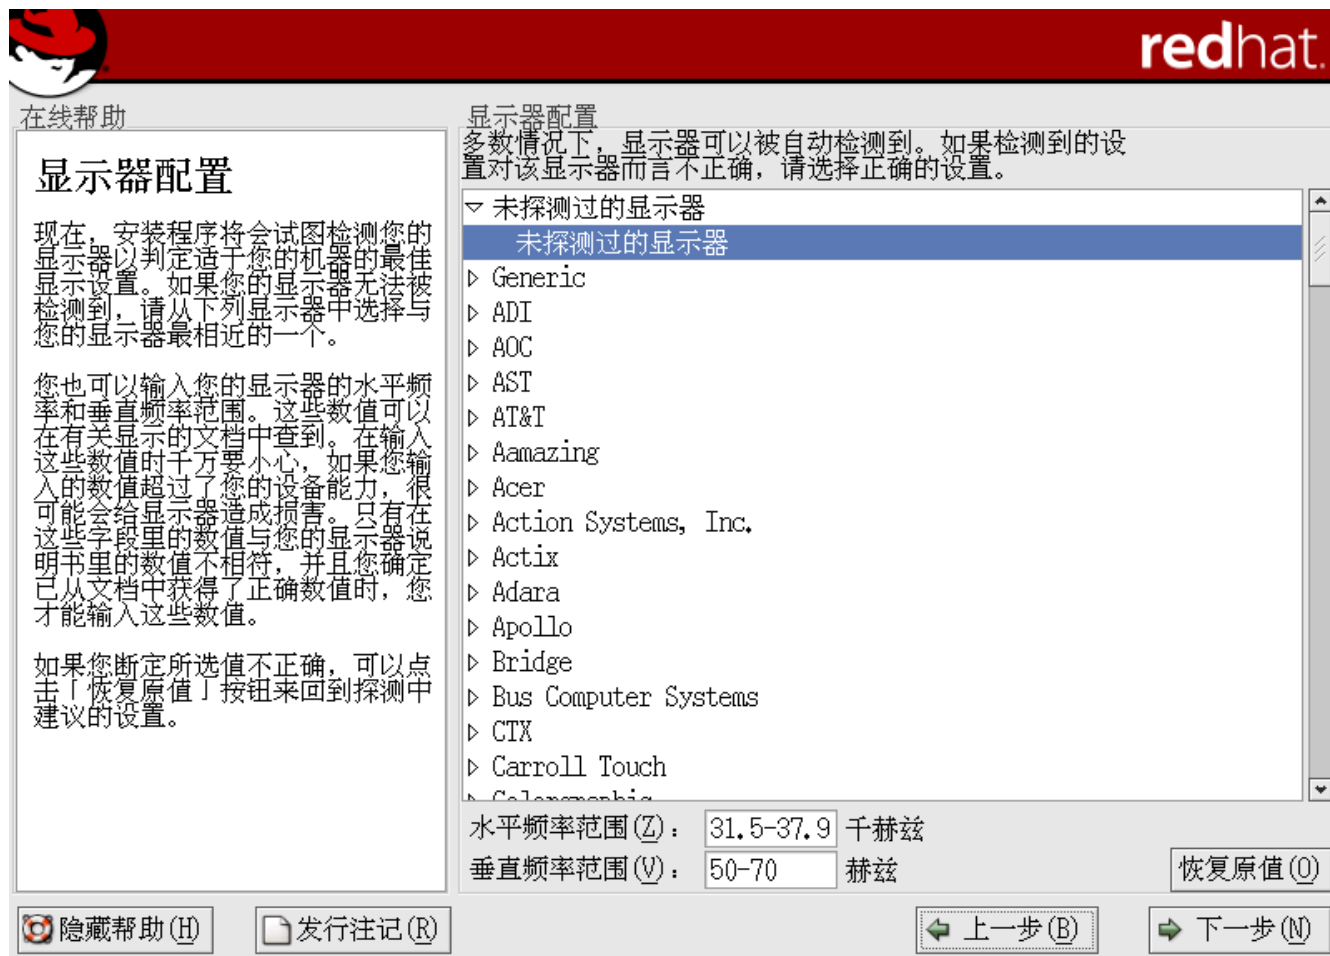 redhat.
在线帮助
显示器配置
现在，安装程序将会试图检测您的
显示器以判定适于您的机器的最佳
显示设置。如果您的显示器无法被
检测到，请从下列显示器中选择与
您的显示器最相近的一个。
您也可以输入您的显示器的水平频
率和垂直频率范围。这些数值可以
在有关显示的文档中查到。在输入
这些数值时千万要小心，如果您输
入的数值超过了您的设备能力，很
可能会给显示器造成损害。只有在
这些字段里的数值与您的显示器说
明书里的数值不相符，并且您确定
已从文档中获得了正确数值时，您
才能输入这些数值。
如果您断定所选值不正确，可以点
击「恢复原值」按钮来回到探测中
建议的设置。
显示器配置
多数情况下，显示器可以被自动检测到。如果检测到的设
置对该显示器而言不正确，请选择正确的设置。
未探测过的显示器
未探测过的显示器
Generic
ADI
AOC
AST
AT&T
Aamazing
Acer
Action Systems, Inc.
Actix
Adara
Apollo
Bridge
Bus Computer Systems
CTX
Carroll Touch
水平频率范围(Z)： 31.5-37.9 千赫兹
垂直频率范围(V)： 50-70 赫兹
恢复原值(O)
隐藏帮助(H)
发行注记(R)
上一步(B)
下一步(N)